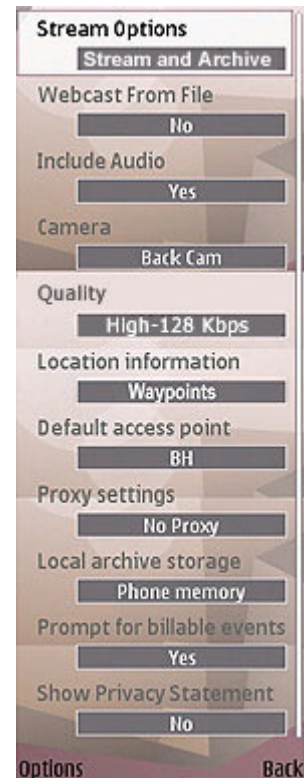 Stream Options
Stream and Archive
Webcast From File
No
Include Audio
Yes
Camera
Back Cam
Quality
High-128 Kbps
Location information
Waypoints
Default access point
BH
Proxy settings
No Proxy
Local archive storage
Phone memory
Prompt for billable events
Yes
Show Privacy Statement
No
Options Back